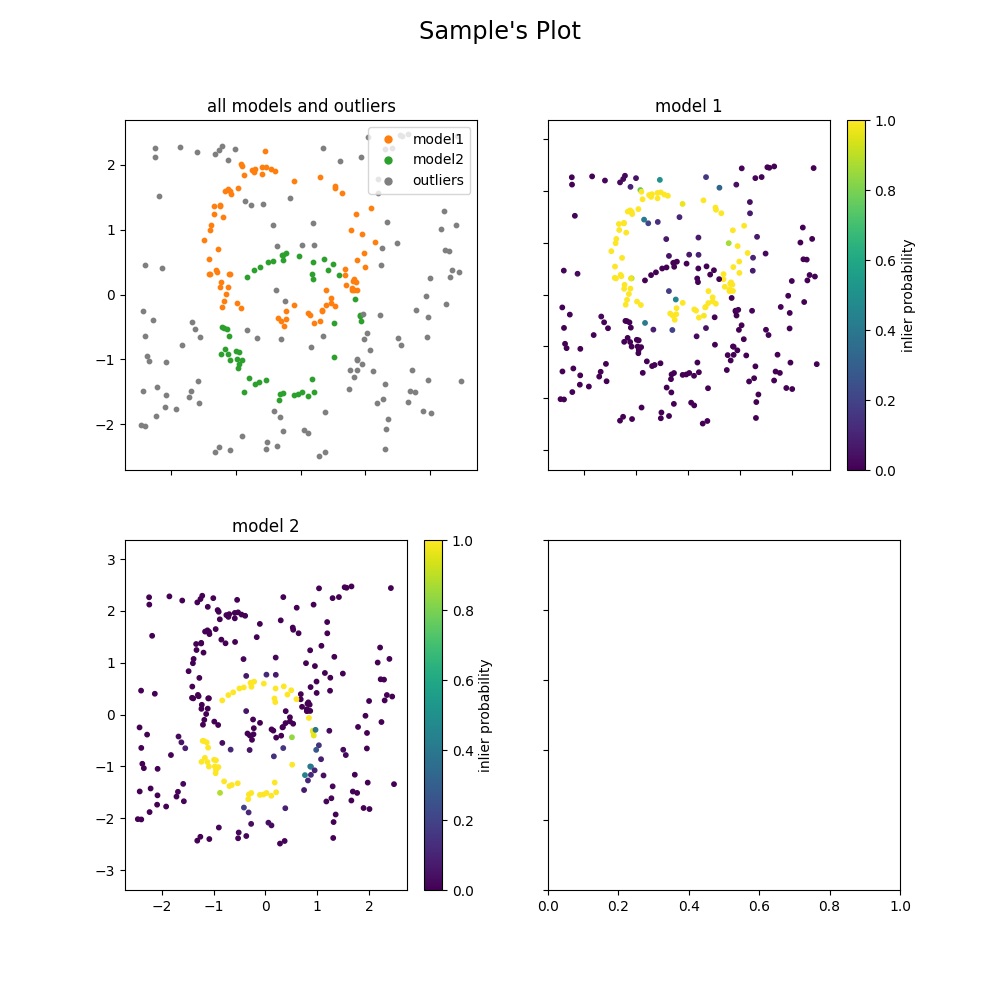 Sample's Plot
all models and outliers
model1
model2
outliers
2
1
0
−1
−2
model 1
1.0
0.8
0.6
0.4
0.2
0.0
inlier probability
model 2
3
2
1
0
−1
−2
−3
−2 −1 0 1 2
1.0
0.8
0.6
0.4
0.2
0.0
inlier probability
0.0 0.2 0.4 0.6 0.8 1.0